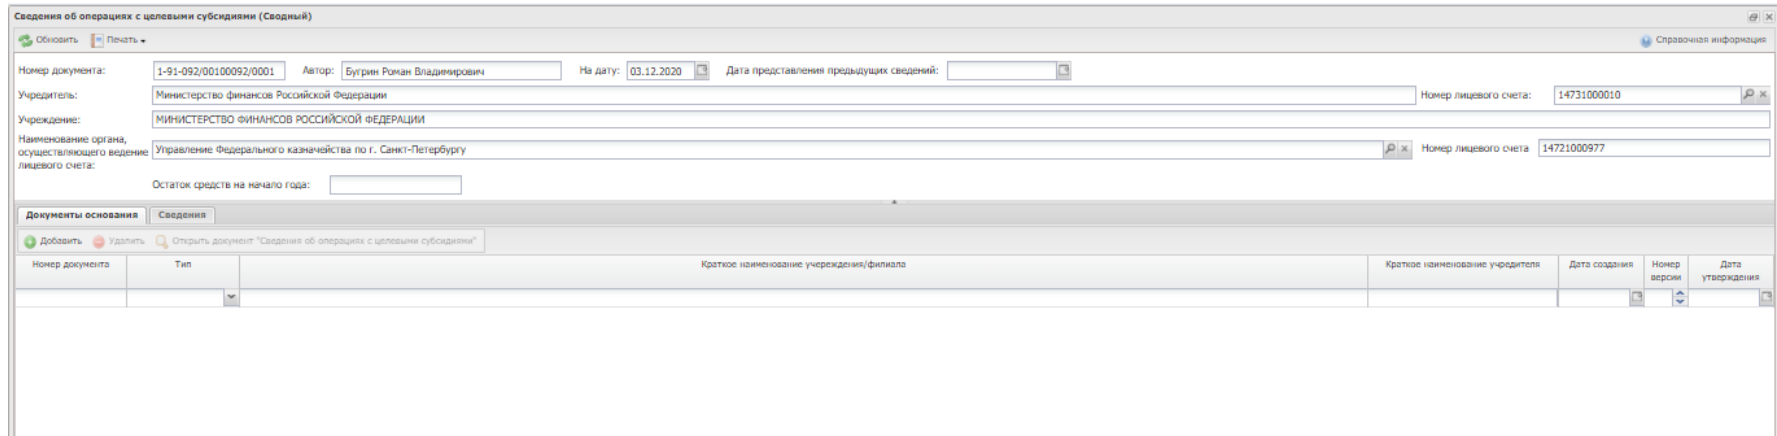 Сведения об операциях с целевыми субсидиями (Сводный)
Обновить Печать Справочная информация
Номер документа: 1-91-092/00100092/0001 Автор: Бугрин Роман Владимирович На дату: 03.12.2020 Дата представления предыдущих сведений:
Учредитель: Министерство финансов Российской Федерации Номер лицевого счета: 14731000010
Учреждение: МИНИСТЕРСТВО ФИНАНСОВ РОССИЙСКОЙ ФЕДЕРАЦИИ
Наименование органа,
осуществляющего ведение Управление Федерального казначейства по г. Санкт-Петербургу Номер лицевого счета 14721000977
лицевого счета:
Остаток средств на начало года:
Документы основания Сведения
Добавить Удалить Открыть документ "Сведения об операциях с целевыми субсидиями"
Номер документа Тип Краткое наименование учереждения/филиала Краткое наименование учредителя Дата создания Номер Дата
версии утверждения